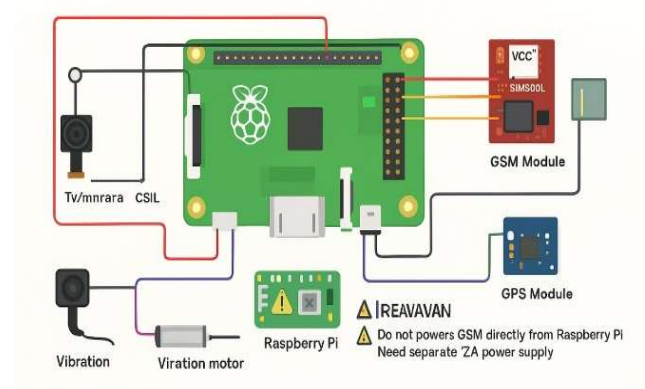 VCC"
SIMSOOL
GSM Module
Tv/mnrara CSIL
GPS Module
Vibration
Viration motor
Raspberry Pi
IREAVAVAN
Do not powers GSM directly from Raspberry Pi
Need separate 'ZA power supply